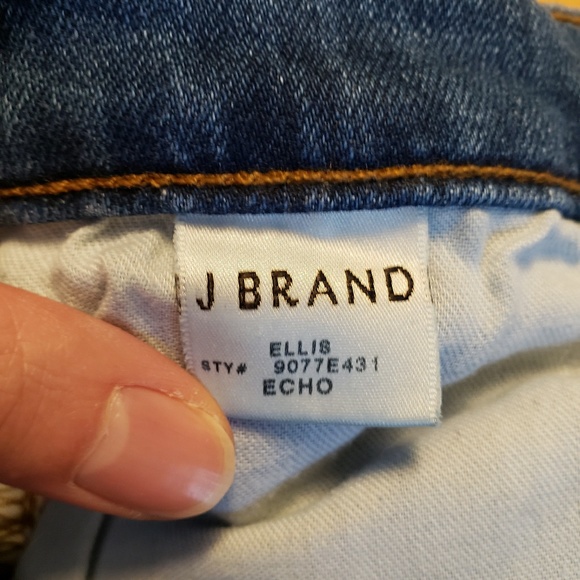 J BRAND
ELLIS
STY# 9077E431
ECHO